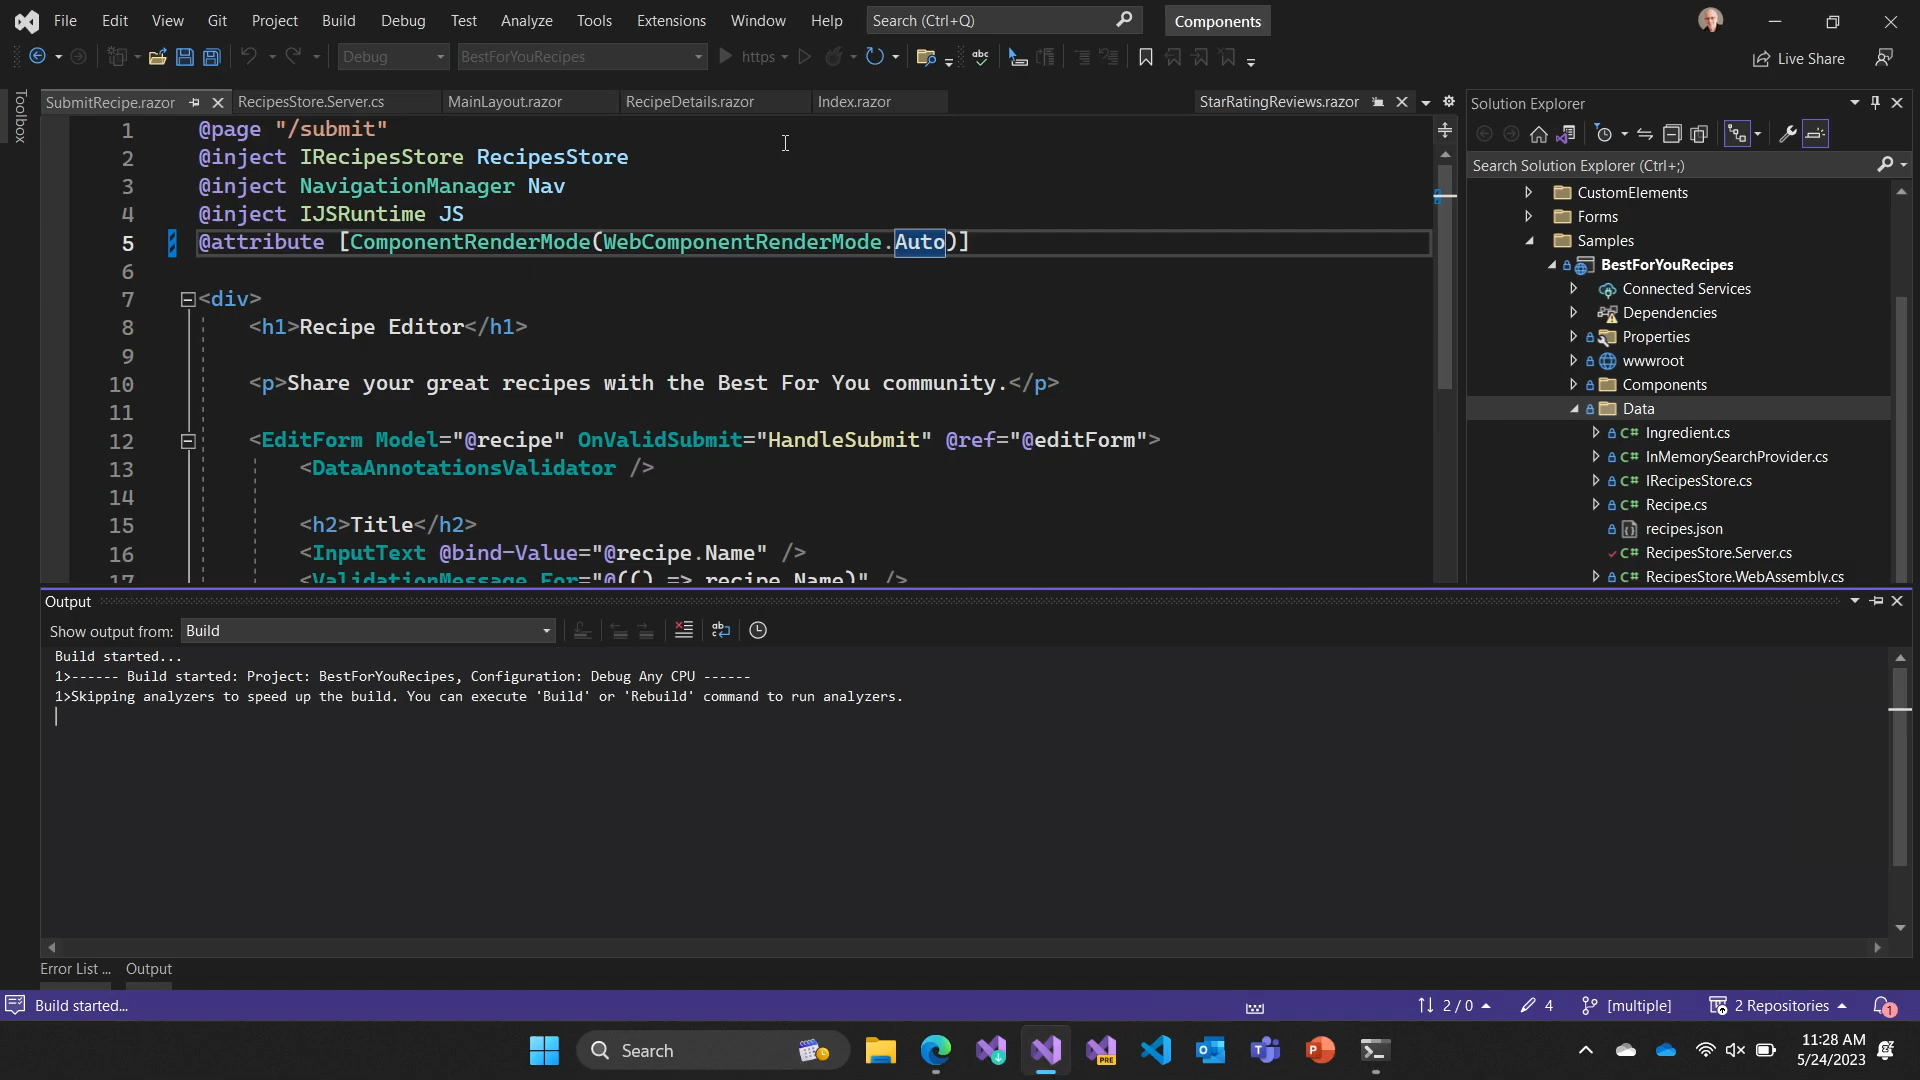 File Edit View Git Project Build Debug Test Analyze Tools Extensions Window Help Search (Ctrl+Q) Components
Debug BestForYouRecipes https Live Share
Toolbox
SubmitRecipe.razor RecipesStore.Server.cs MainLayout.razor RecipeDetails.razor Index.razor StarRatingReviews.razor
1 @page "/submit"
2 @inject IRecipesStore RecipesStore
3 @inject NavigationManager Nav
4 @inject IJSRuntime JS
5 @attribute [ComponentRenderMode(WebComponentRenderMode.Auto)]
6
7 <div>
8 <h1>Recipe Editor</h1>
9
10 <p>Share your great recipes with the Best For You community.</p>
11
12 <EditForm Model="@recipe" OnValidSubmit="HandleSubmit" @ref="@editForm">
13 <DataAnnotationsValidator />
14
15 <h2>Title</h2>
16 <InputText @bind-Value="@recipe.Name" />
17 <ValidationMessage For="@(() => recipe.Name)" />
Solution Explorer
Search Solution Explorer (Ctrl+;)
CustomElements
Forms
Samples
BestForYouRecipes
Connected Services
Dependencies
Properties
wwwroot
Components
Data
C# Ingredient.cs
C# InMemorySearchProvider.cs
C# IRecipesStore.cs
C# Recipe.cs
recipes.json
C# RecipesStore.Server.cs
C# RecipesStore.WebAssembly.cs
Output
Show output from: Build
Build started...
1>------ Build started: Project: BestForYouRecipes, Configuration: Debug Any CPU ------
1>Skipping analyzers to speed up the build. You can execute 'Build' or 'Rebuild' command to run analyzers.
Error List ... Output
Build started... 2 / 0 4 [multiple] 2 Repositories 1
Search
PRE
11:28 AM
5/24/2023